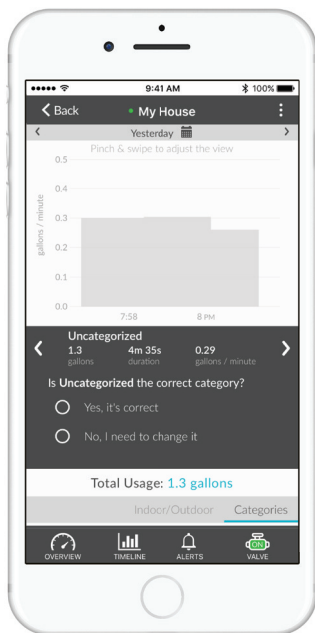 9:41 AM
100%
Back
My House
Yesterday
Pinch & swipe to adjust the view
gallons / minute
0.5
0.4
0.3
0.2
0.1
0.0
7:58
8 PM
Uncategorized
1.3 4m 35s 0.29
gallons duration gallons / minute
Is Uncategorized the correct category?
Yes, it's correct
No, I need to change it
Total Usage: 1.3 gallons
Indoor/Outdoor Categories
ON
OVERVIEW TIMELINE ALERTS VALVE